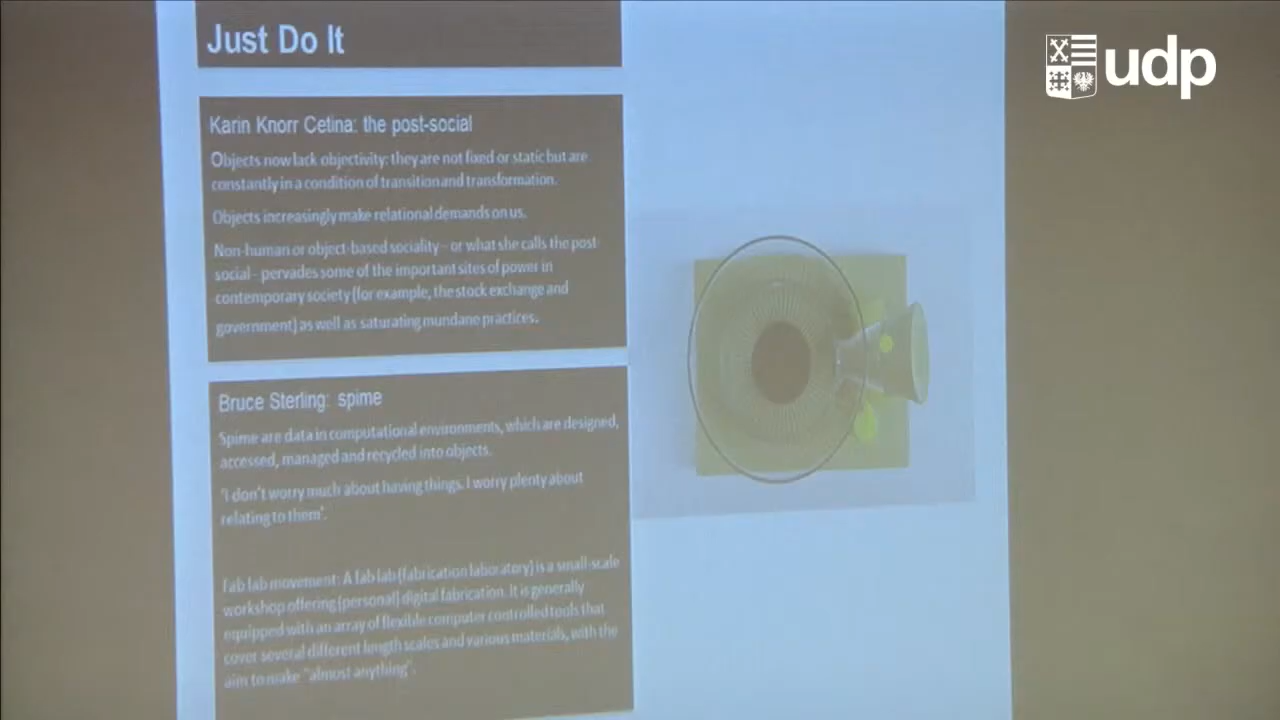 Just Do It
udp
Karin Knorr Cetina: the post-social
Objects now lack objectivity: they are not fixed or static but are
constantly in a condition of transition and transformation.
Objects increasingly make relational demands on us.
Non-human or object-based sociality - or what she calls the post-
social - pervades some of the important sites of power in
contemporary society (for example, the stock exchange and
government) as well as saturating mundane practices.
Bruce Sterling: spime
Spime are data in computational environments, which are designed,
accessed, managed and recycled into objects.
'I don't worry much about having things. I worry plenty about
relating to them'.
Fab lab movement: A fab lab (fabrication laboratory) is a small-scale
workshop offering (personal) digital fabrication. It is generally
equipped with an array of flexible computer controlled tools that
cover several different length scales and various materials, with the
aim to make "almost anything".